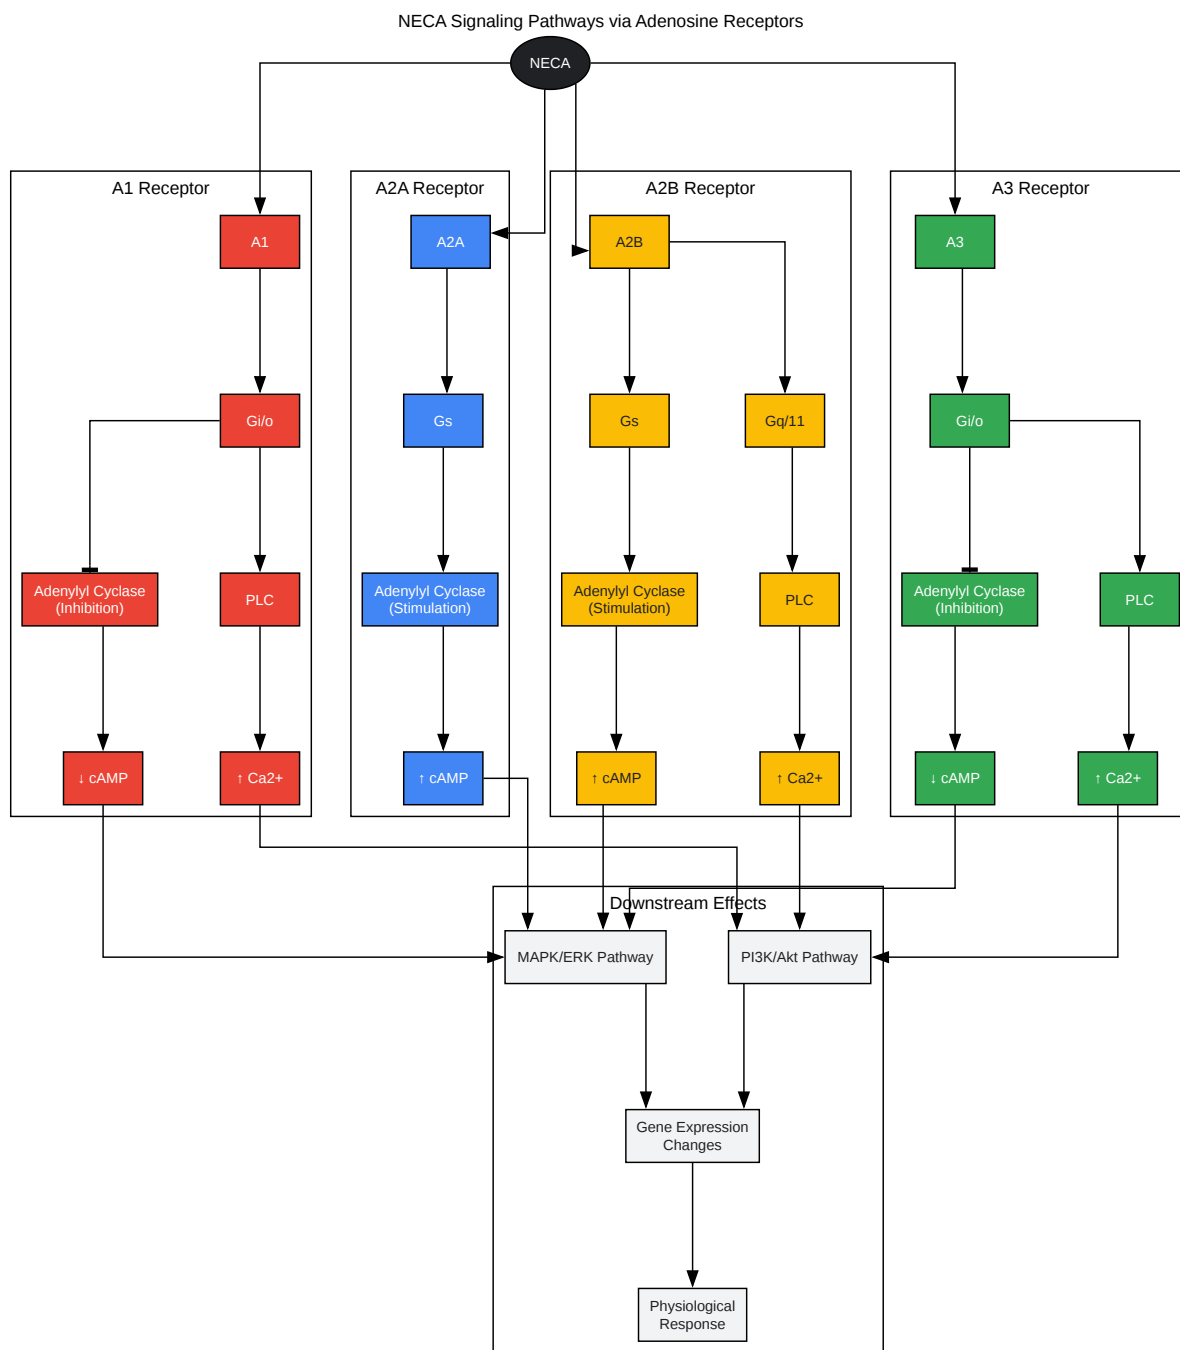 NECA Signaling Pathways via Adenosine Receptors
NECA
A1 Receptor
A2A Receptor
A2B Receptor
A3 Receptor
A1
A2A
A2B
A3
Gi/o
Gs
Gs
Gq/11
Gi/o
Adenylyl Cyclase
(Inhibition)
PLC
Adenylyl Cyclase
(Stimulation)
Adenylyl Cyclase
(Stimulation)
PLC
Adenylyl Cyclase
(Inhibition)
PLC
↓ cAMP
↑ Ca2+
↑ cAMP
↑ cAMP
↑ Ca2+
↓ cAMP
↑ Ca2+
Downstream Effects
MAPK/ERK Pathway
PI3K/Akt Pathway
Gene Expression
Changes
Physiological
Response